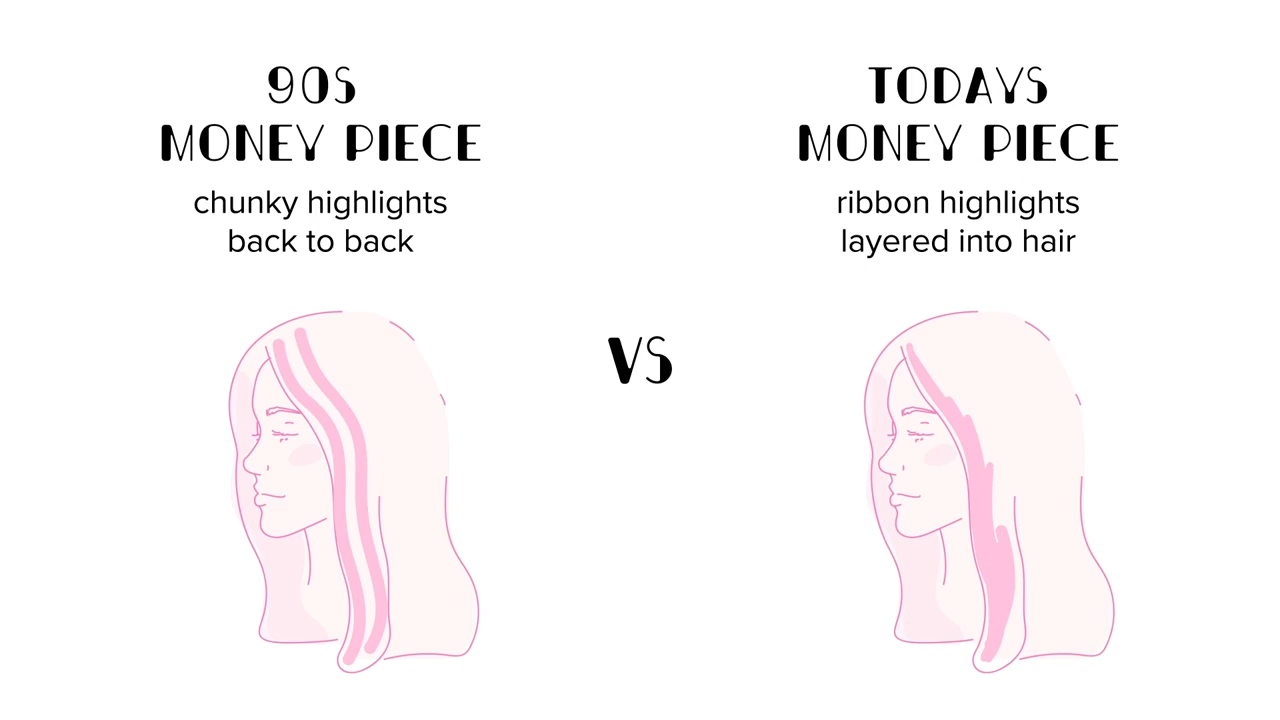 90S
MONEY PIECE
chunky highlights
back to back
VS
TODAYS
MONEY PIECE
ribbon highlights
layered into hair